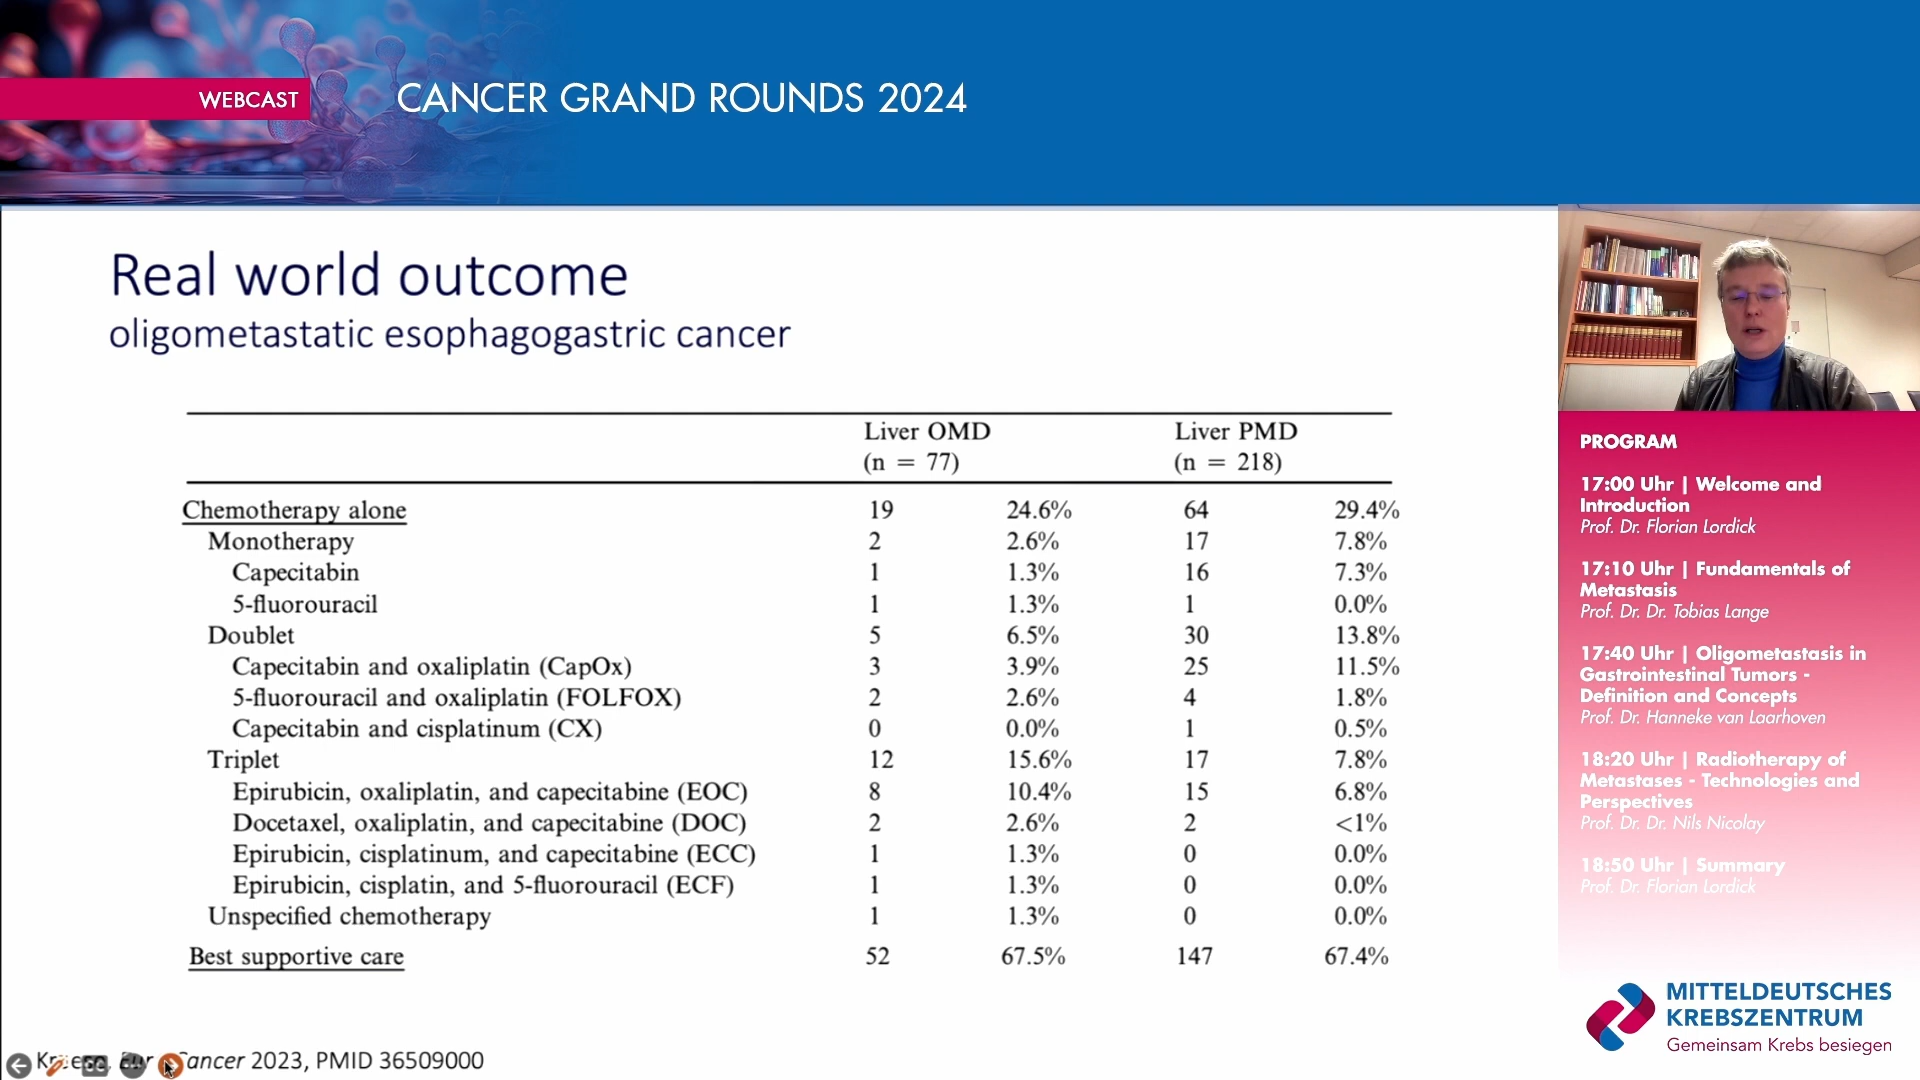 WEBCAST
CANCER GRAND ROUNDS 2024
Real world outcome
oligometastatic esophagogastric cancer
Liver OMD Liver PMD
(n = 77) (n = 218)
Chemotherapy alone 19 24.6% 64 29.4%
Monotherapy 2 2.6% 17 7.8%
Capecitabin 1 1.3% 16 7.3%
5-fluorouracil 1 1.3% 1 0.0%
Doublet 5 6.5% 30 13.8%
Capecitabin and oxaliplatin (CapOx) 3 3.9% 25 11.5%
5-fluorouracil and oxaliplatin (FOLFOX) 2 2.6% 4 1.8%
Capecitabin and cisplatinum (CX) 0 0.0% 1 0.5%
Triplet 12 15.6% 17 7.8%
Epirubicin, oxaliplatin, and capecitabine (EOC) 8 10.4% 15 6.8%
Docetaxel, oxaliplatin, and capecitabine (DOC) 2 2.6% 2 <1%
Epirubicin, cisplatinum, and capecitabine (ECC) 1 1.3% 0 0.0%
Epirubicin, cisplatin, and 5-fluorouracil (ECF) 1 1.3% 0 0.0%
Unspecified chemotherapy 1 1.3% 0 0.0%
Best supportive care 52 67.5% 147 67.4%
2023, PMID 36509000
PROGRAM
17:00 Uhr | Welcome and
Introduction
Prof. Dr. Florian Lordick
17:10 Uhr | Fundamentals of
Metastasis
Prof. Dr. Dr. Tobias Lange
17:40 Uhr | Oligometastasis in
Gastrointestinal Tumors -
Definition and Concepts
Prof. Dr. Hanneke van Laarhoven
18:20 Uhr | Radiotherapy of
Metastases - Technologies and
Perspectives
Prof. Dr. Dr. Nils Nicolay
18:50 Uhr | Summary
Prof. Dr. Florian Lordick
MITTELDEUTSCHES
KREBSZENTRUM
Gemeinsam Krebs besiegen